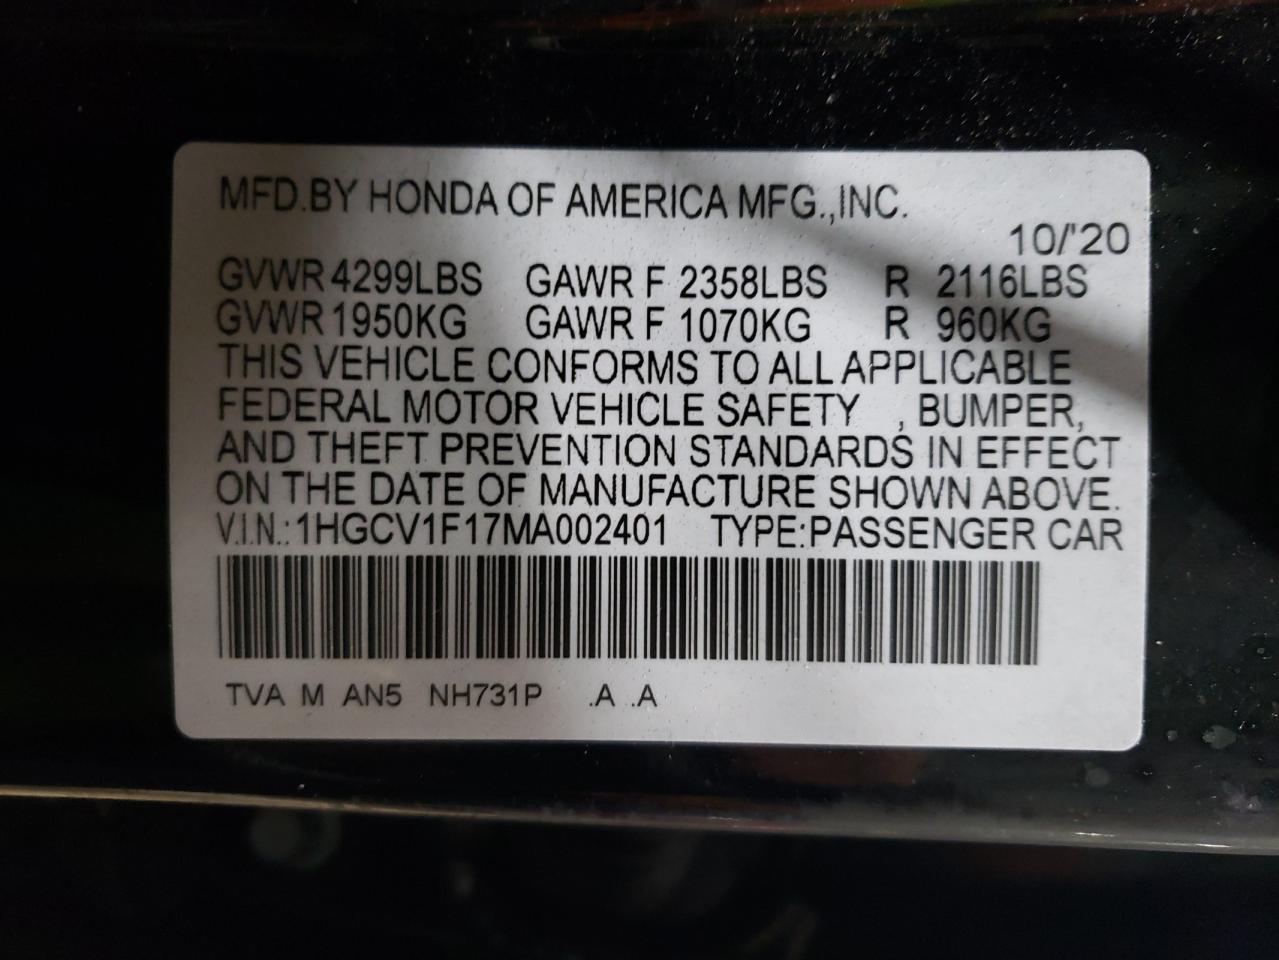 MFD.BY HONDA OF AMERICA MFG.,INC.
10/'20
GVWR 4299LBS GAWR F 2358LBS R 2116LBS
GVWR 1950KG GAWR F 1070KG R 960KG
THIS VEHICLE CONFORMS TO ALL APPLICABLE
FEDERAL MOTOR VEHICLE SAFETY , BUMPER,
AND THEFT PREVENTION STANDARDS IN EFFECT
ON THE DATE OF MANUFACTURE SHOWN ABOVE.
V.I.N.:1HGCV1F17MA002401 TYPE:PASSENGER CAR
TVA M AN5 NH731P .A .A